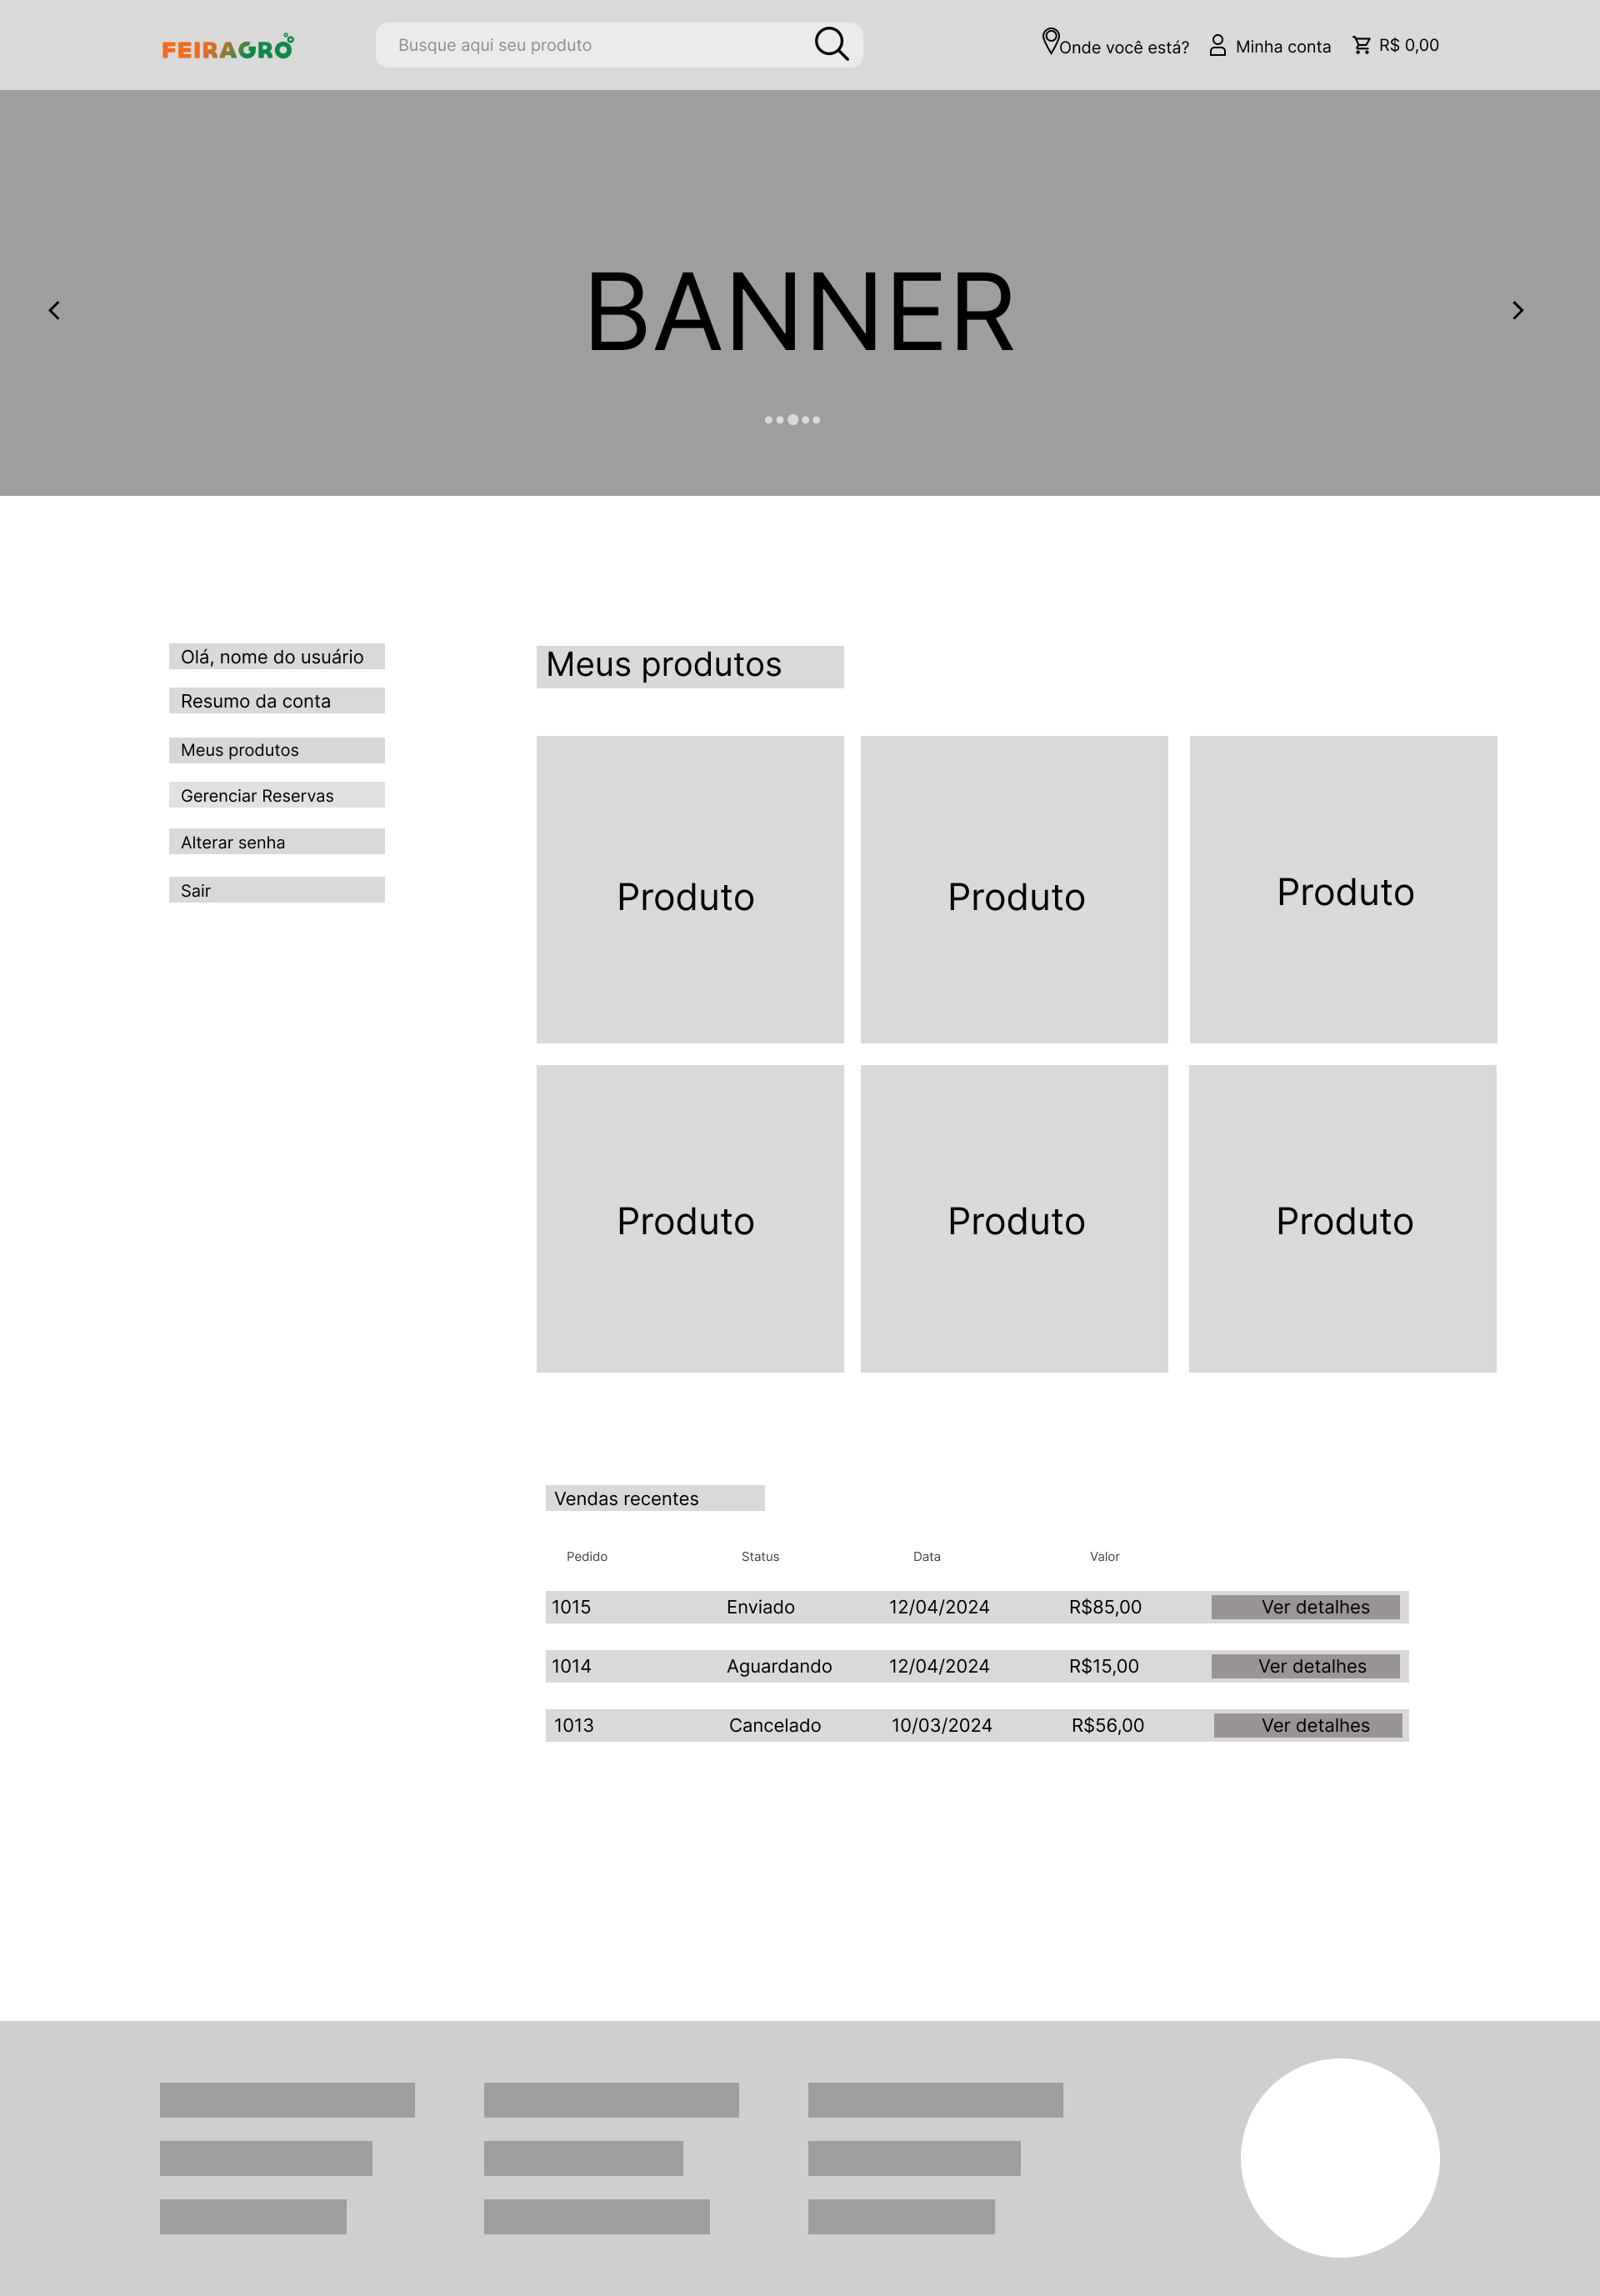 FEIRAGRO
Busque aqui seu produto
Onde você está?
Minha conta
R$ 0,00
BANNER
Olá, nome do usuário
Resumo da conta
Meus produtos
Gerenciar Reservas
Alterar senha
Sair
Meus produtos
Produto Produto Produto
Produto Produto Produto
Vendas recentes
Pedido Status Data Valor
1015 Enviado 12/04/2024 R$85,00 Ver detalhes
1014 Aguardando 12/04/2024 R$15,00 Ver detalhes
1013 Cancelado 10/03/2024 R$56,00 Ver detalhes